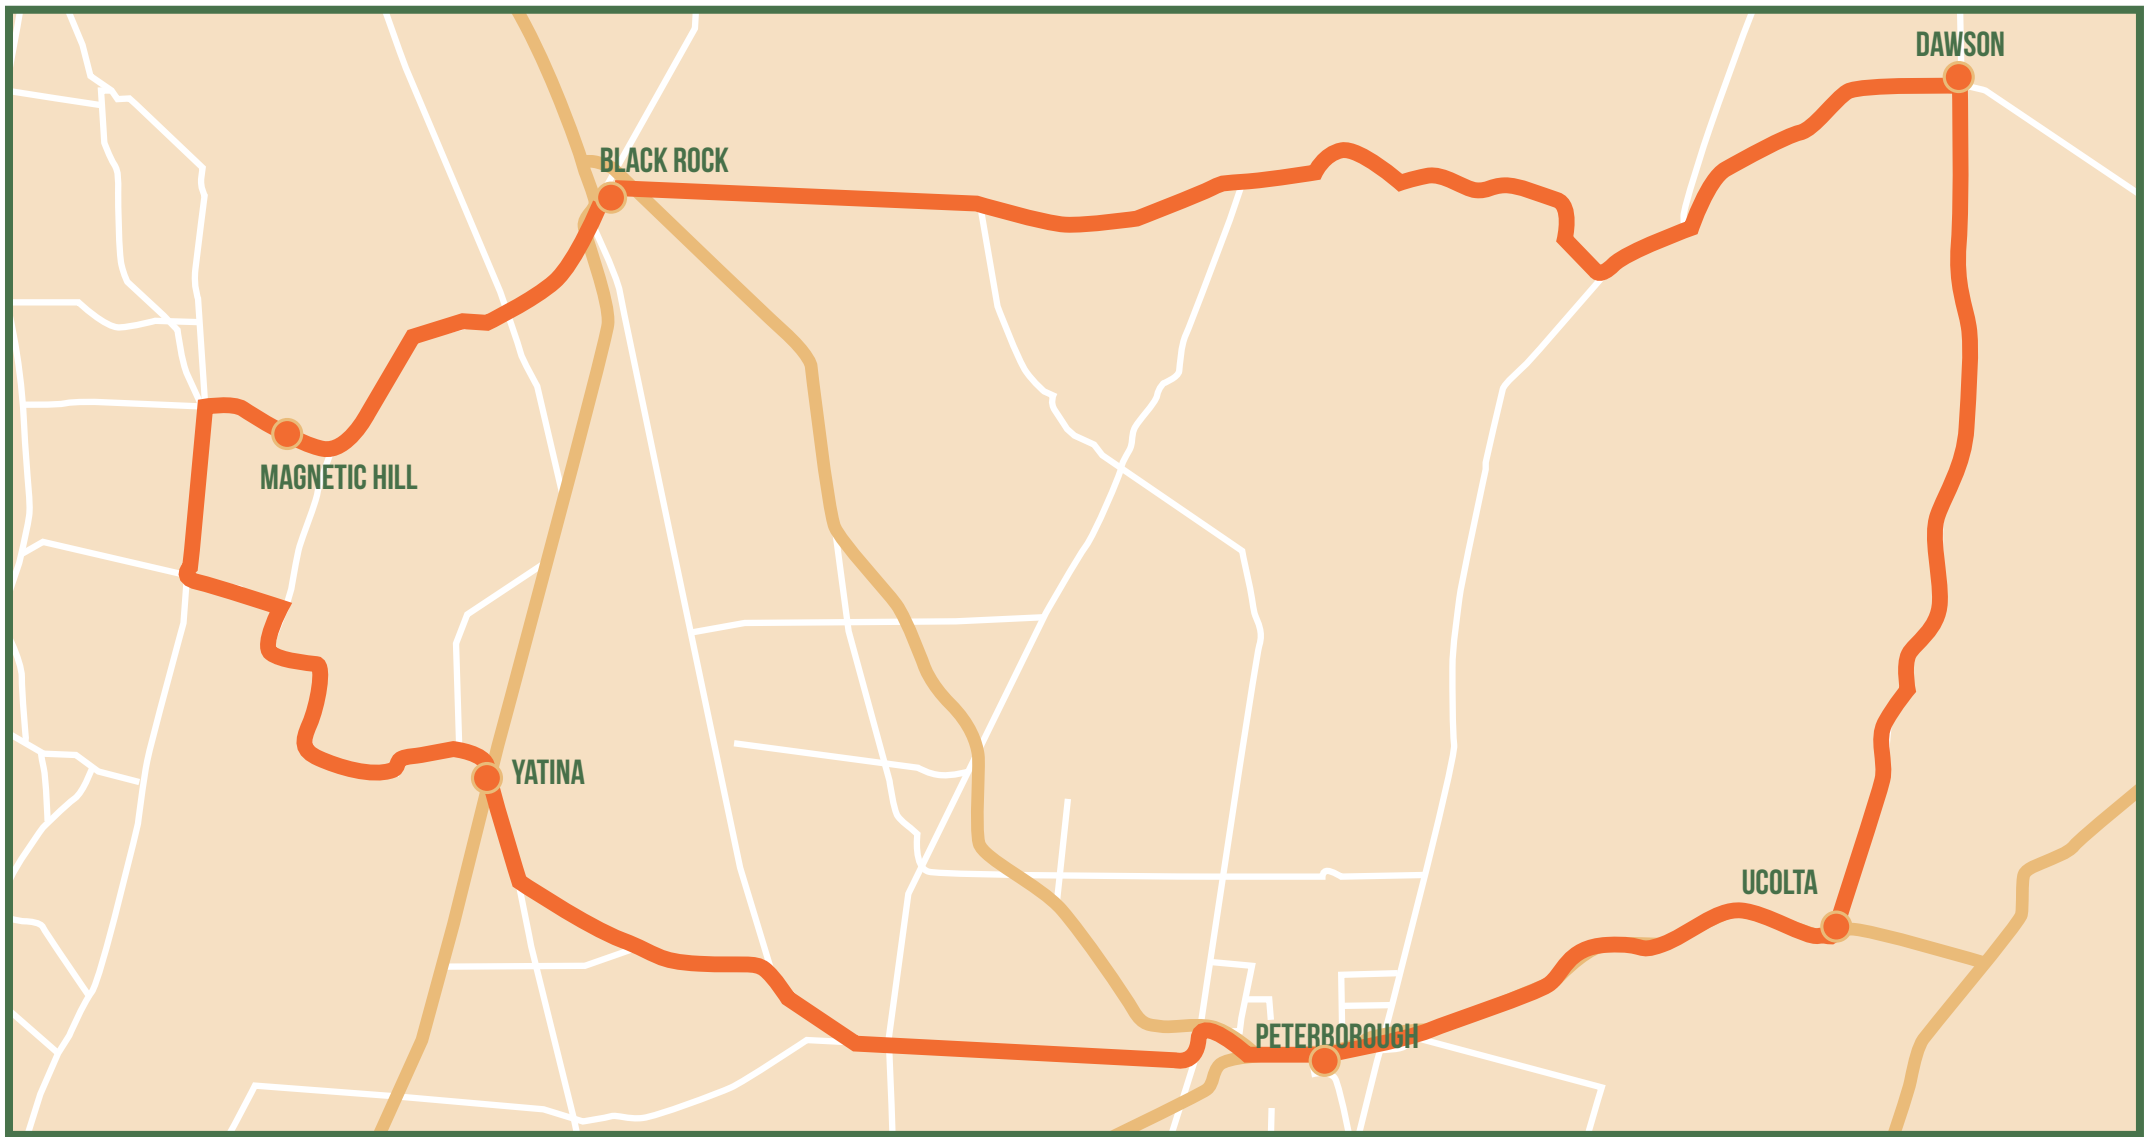 DAWSON
BLACK ROCK
MAGNETIC HILL
YATINA
UCOLTA
PETERBOROUGH